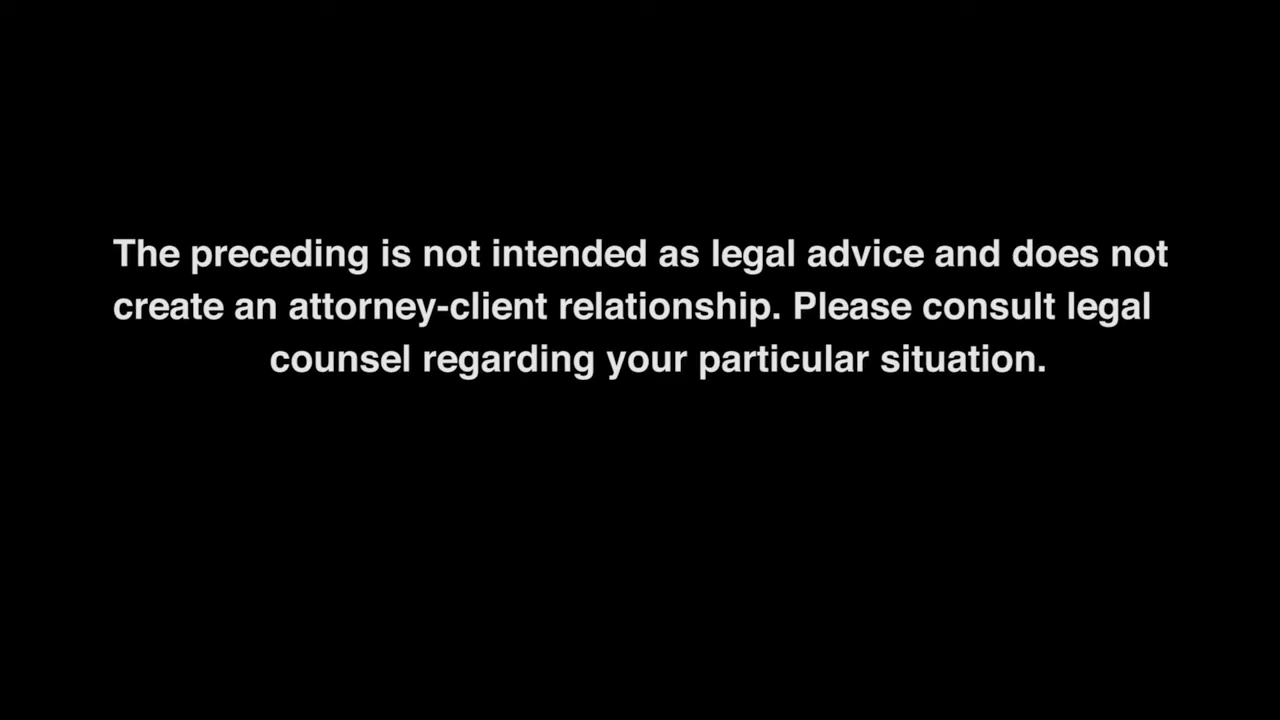 The preceding is not intended as legal advice and does not
create an attorney-client relationship. Please consult legal
counsel regarding your particular situation.